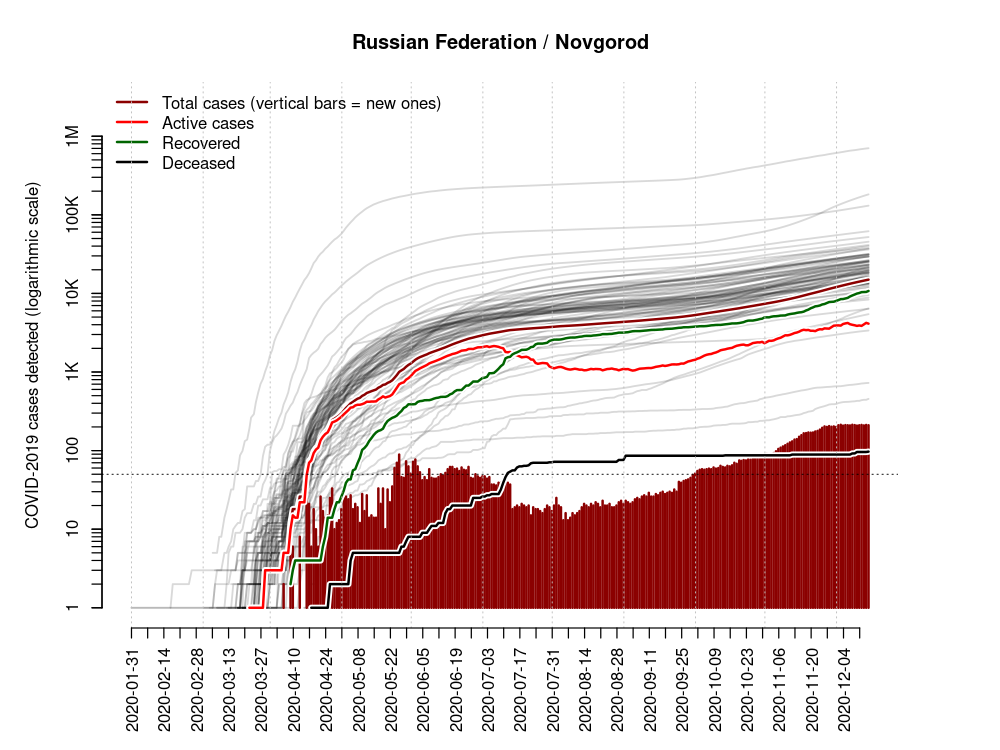 Russian Federation / Novgorod
Total cases (vertical bars = new ones)
Active cases
Recovered
Deceased
COVID-2019 cases detected (logarithmic scale)
1M
100K
10K
1K
100
10
1
2020-01-31
2020-02-14
2020-02-28
2020-03-13
2020-03-27
2020-04-10
2020-04-24
2020-05-08
2020-05-22
2020-06-05
2020-06-19
2020-07-03
2020-07-17
2020-07-31
2020-08-14
2020-08-28
2020-09-11
2020-09-25
2020-10-09
2020-10-23
2020-11-06
2020-11-20
2020-12-04